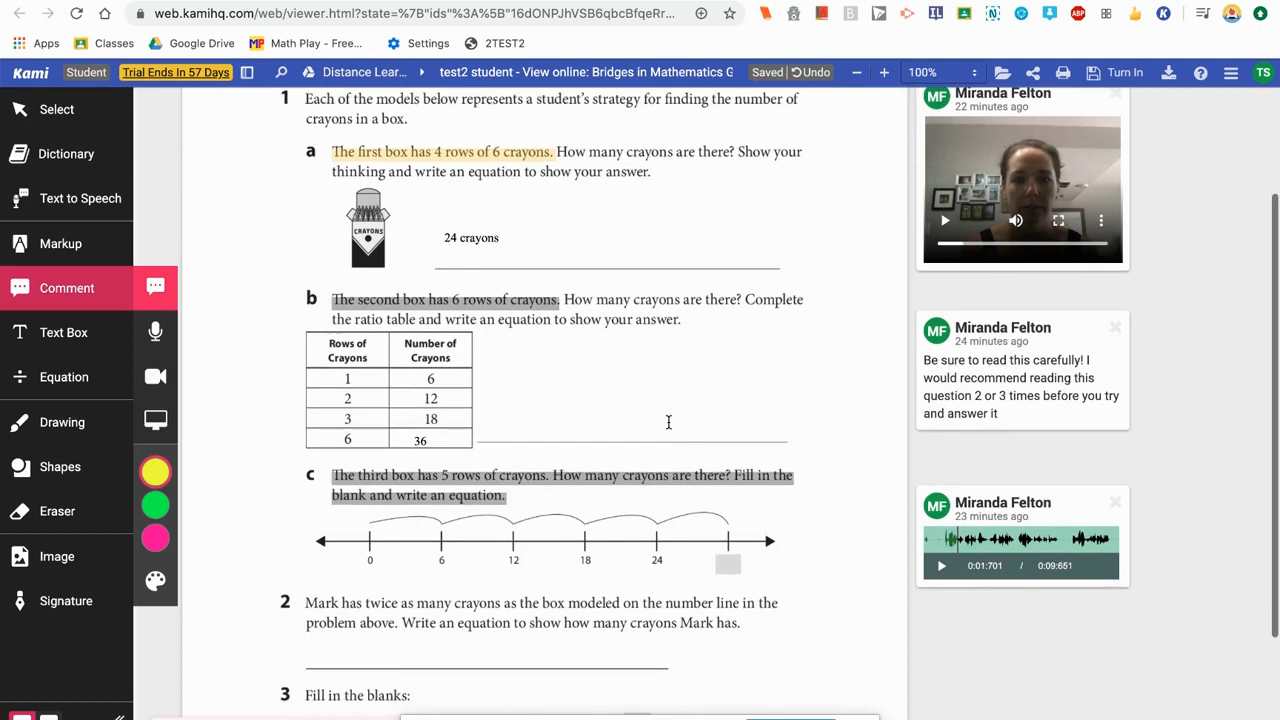 web.kamihq.com/web/viewer.html?state=%7B"ids"%3A%5B"16dONPJhVSB6qbcBfqeRr...
Apps Classes Google Drive Math Play - Free... Settings 2TEST2
Kami Student Trial Ends In 57 Days Distance Lear... test2 student - View online: Bridges in Mathematics G Saved Undo 100% Turn In TS
Select
Dictionary
Text to Speech
Markup
Comment
Text Box
Equation
Drawing
Shapes
Eraser
Image
Signature
1 Each of the models below represents a student's strategy for finding the number of
crayons in a box.
a The first box has 4 rows of 6 crayons. How many crayons are there? Show your
thinking and write an equation to show your answer.
CRAYONS
24 crayons
b The second box has 6 rows of crayons. How many crayons are there? Complete
the ratio table and write an equation to show your answer.
Rows of Number of
Crayons Crayons
1 6
2 12
3 18
6 36
c The third box has 5 rows of crayons. How many crayons are there? Fill in the
blank and write an equation.
0 6 12 18 24
2 Mark has twice as many crayons as the box modeled on the number line in the
problem above. Write an equation to show how many crayons Mark has.
3 Fill in the blanks:
MF Miranda Felton
22 minutes ago
MF Miranda Felton
24 minutes ago
Be sure to read this carefully! I
would recommend reading this
question 2 or 3 times before you try
and answer it
MF Miranda Felton
23 minutes ago
0:01:701 / 0:09:651